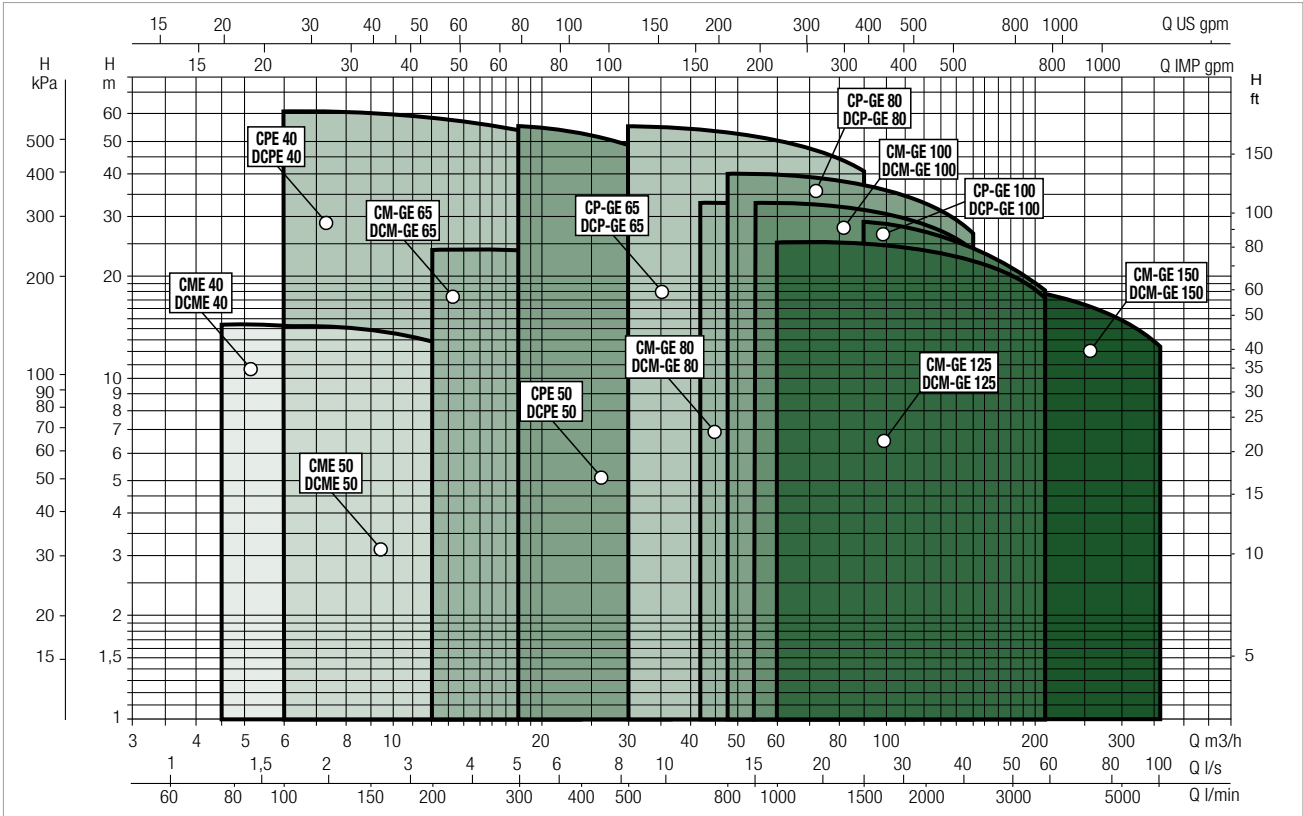 15 20 30 40 50 60 80 100 150 200 300 400 500 800 1000 Q US gpm
15 20 30 40 50 60 70 80 100 150 200 300 400 500 800 1000 Q IMP gpm
H
kPa
H
m
H
ft
500
400
300
200
100
90
80
70
60
50
40
30
20
15
60
50
40
30
20
10
9
8
7
6
5
4
3
2
1,5
1
150
100
80
60
50
40
35
30
25
20
15
10
5
CP-GE 80
DCP-GE 80
CPE 40
DCPE 40
CM-GE 100
DCM-GE 100
CP-GE 100
DCP-GE 100
CM-GE 65
DCM-GE 65
CP-GE 65
DCP-GE 65
CME 40
DCME 40
CM-GE 150
DCM-GE 150
CM-GE 80
DCM-GE 80
CM-GE 125
DCM-GE 125
CPE 50
DCPE 50
CME 50
DCME 50
3 4 5 6 8 10 20 30 40 50 60 100 200 300 Q m3/h
1 1,5 2 3 4 5 6 8 10 15 20 30 40 50 60 80 100 Q l/s
60 80 100 150 200 300 400 500 800 1000 1500 2000 3000 5000 Q l/min